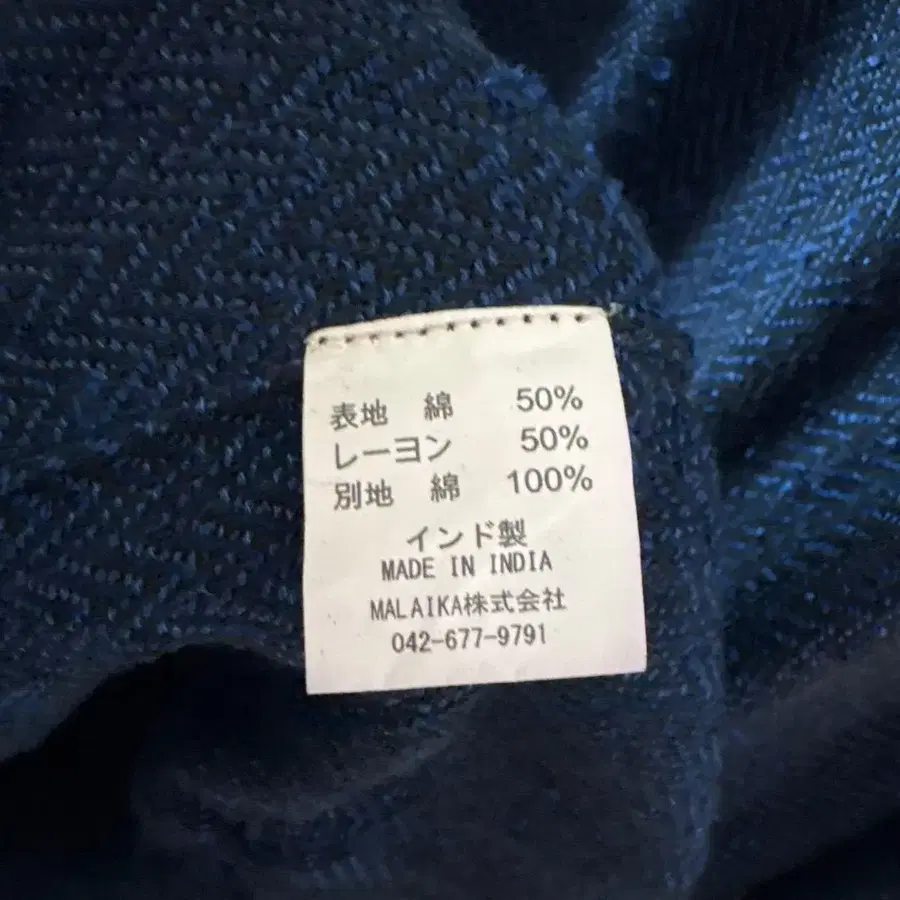 表地 綿 50%
レーヨン 50%
別地 綿 100%
インド製
MADE IN INDIA
MALAIKA株式会社
042-677-9791